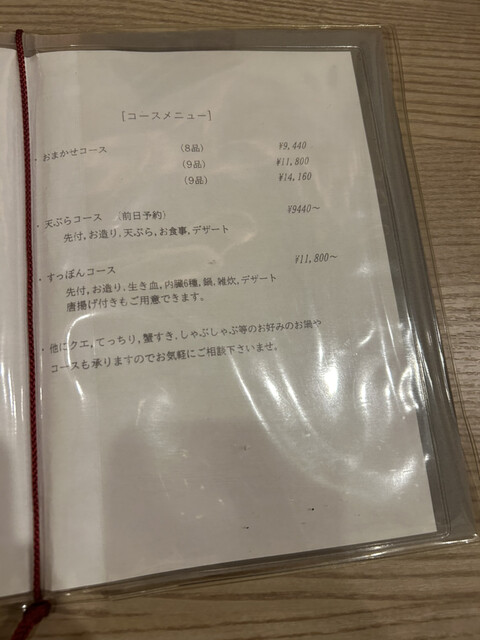 [コースメニュー]
・おまかせコース (8品) ¥9,440
(9品) ¥11,800
(9品) ¥14,160
・天ぷらコース (前日予約) ¥9440～
先付,お造り,天ぷら,お食事,デザート
・すっぽんコース ¥11,800～
先付,お造り,生き血,内臓6種,鍋,雑炊,デザート
唐揚げ付きもご用意できます。
・他にクエ,てっちり,蟹すき,しゃぶしゃぶ等のお好みのお鍋や
コースも承りますのでお気軽にご相談下さいませ。